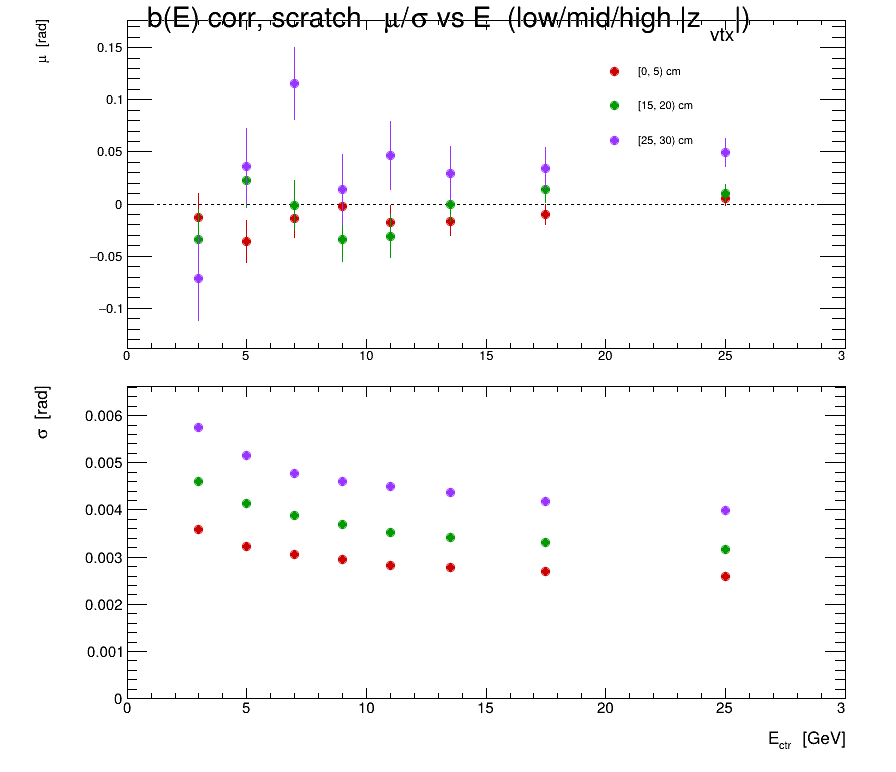 b(E) corr, scratch μ/σ vs E (low/mid/high |z_vtx|)
μ [rad]
0.15
0.1
0.05
0
−0.05
−0.1
[0, 5) cm
[15, 20) cm
[25, 30) cm
0 5 10 15 20 25 3
σ [rad]
0.006
0.005
0.004
0.003
0.002
0.001
0
0 5 10 15 20 25 3
E_ctr [GeV]